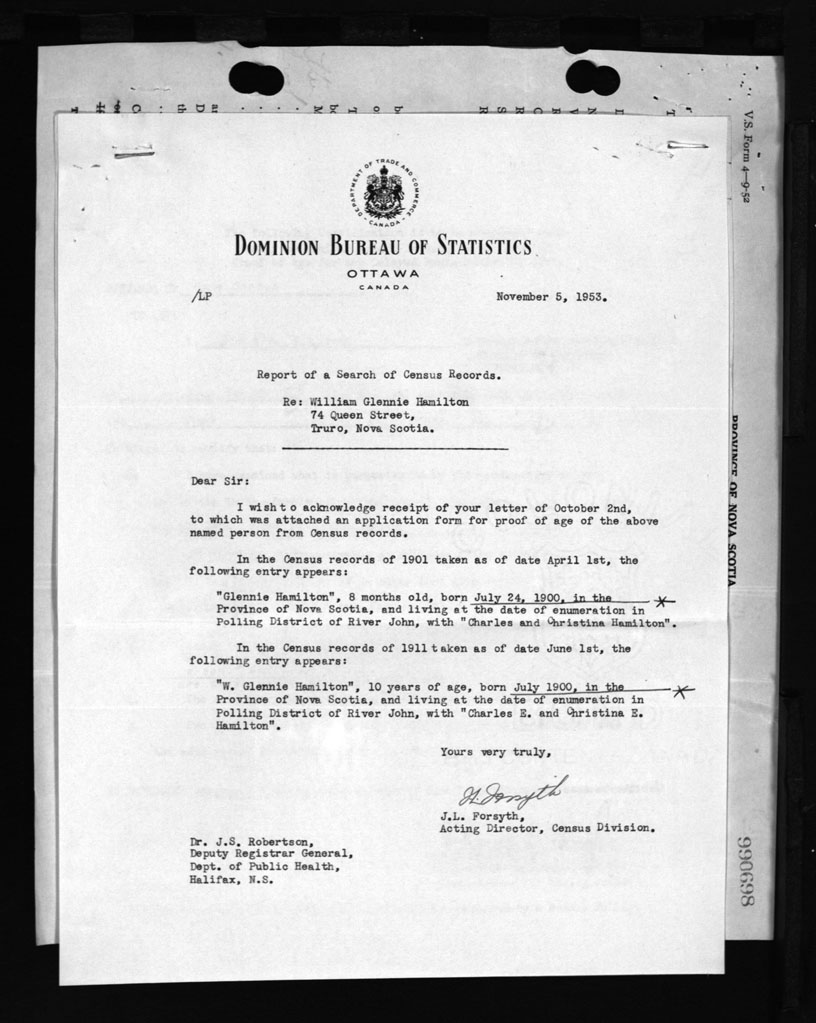 DEPARTMENT OF TRADE AND COMMERCE
CANADA
DOMINION BUREAU OF STATISTICS
OTTAWA
CANADA
/LP
November 5, 1953.
Report of a Search of Census Records.
Re: William Glennie Hamilton
74 Queen Street,
Truro, Nova Scotia.
Dear Sir:
I wish t o acknowledge receipt of your letter of October 2nd,
to which was attached an application form for proof of age of the above
named person from Census records.
In the Census records of 1901 taken as of date April 1st, the
following entry appears:
"Glennie Hamilton", 8 months old, born July 24, 1900, in the
Province of Nova Scotia, and living at the date of enumeration in
Polling District of River John, with "Charles and Christina Hamilton".
In the Census records of 1911 taken as of date June 1st, the
following entry appears:
"W. Glennie Hamilton", 10 years of age, born July 1900, in the
Province of Nova Scotia, and living at the date of enumeration in
Polling District of River John, with "Charles E. and Christina E.
Hamilton".
Yours very truly,
J.L. Forsyth,
Acting Director, Census Division.
Dr. J.S. Robertson,
Deputy Registrar General,
Dept. of Public Health,
Halifax, N.S.
V.S. Form 4—9-52
PROVINCE OF NOVA SCOTIA
990698